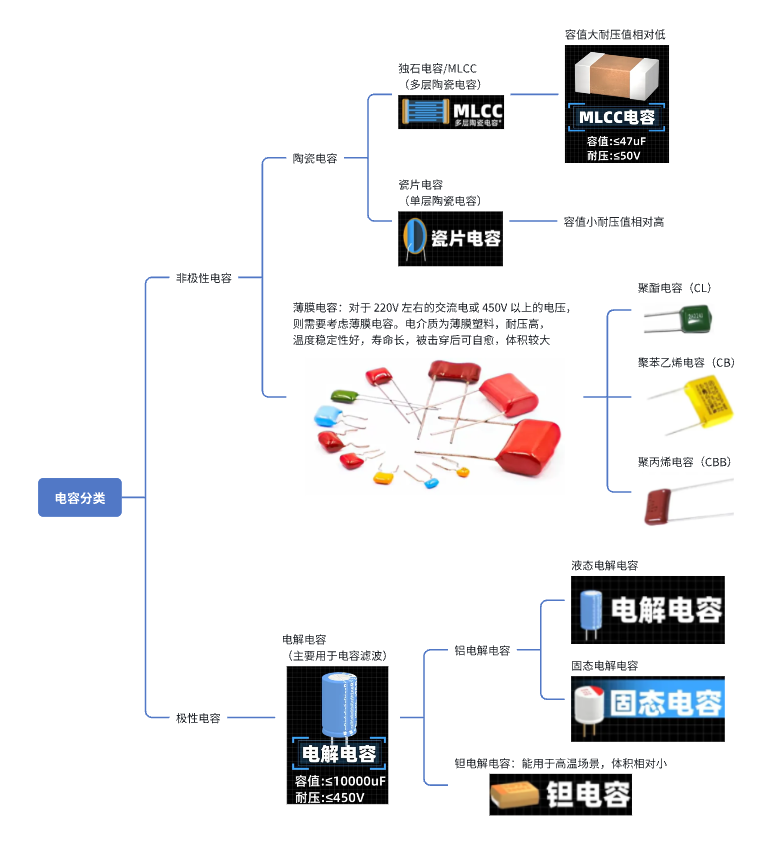 电容分类
非极性电容
陶瓷电容
独石电容/MLCC
（多层陶瓷电容）
MLCC
多层陶瓷电容"
容值大耐压值相对低
MLCC电容
容值:≤47uF
耐压:≤50V
瓷片电容
（单层陶瓷电容）
瓷片电容
容值小耐压值相对高
薄膜电容：对于 220V 左右的交流电或 450V 以上的电压，
则需要考虑薄膜电容。电介质为薄膜塑料，耐压高，
温度稳定性好，寿命长，被击穿后可自愈，体积较大
聚酯电容（CL）
聚苯乙烯电容（CB）
聚丙烯电容（CBB）
极性电容
电解电容
（主要用于电容滤波）
电解电容
容值:≤10000uF
耐压:≤450V
铝电解电容
液态电解电容
电解电容
固态电解电容
固态电容
钽电解电容：能用于高温场景，体积相对小
钽电容